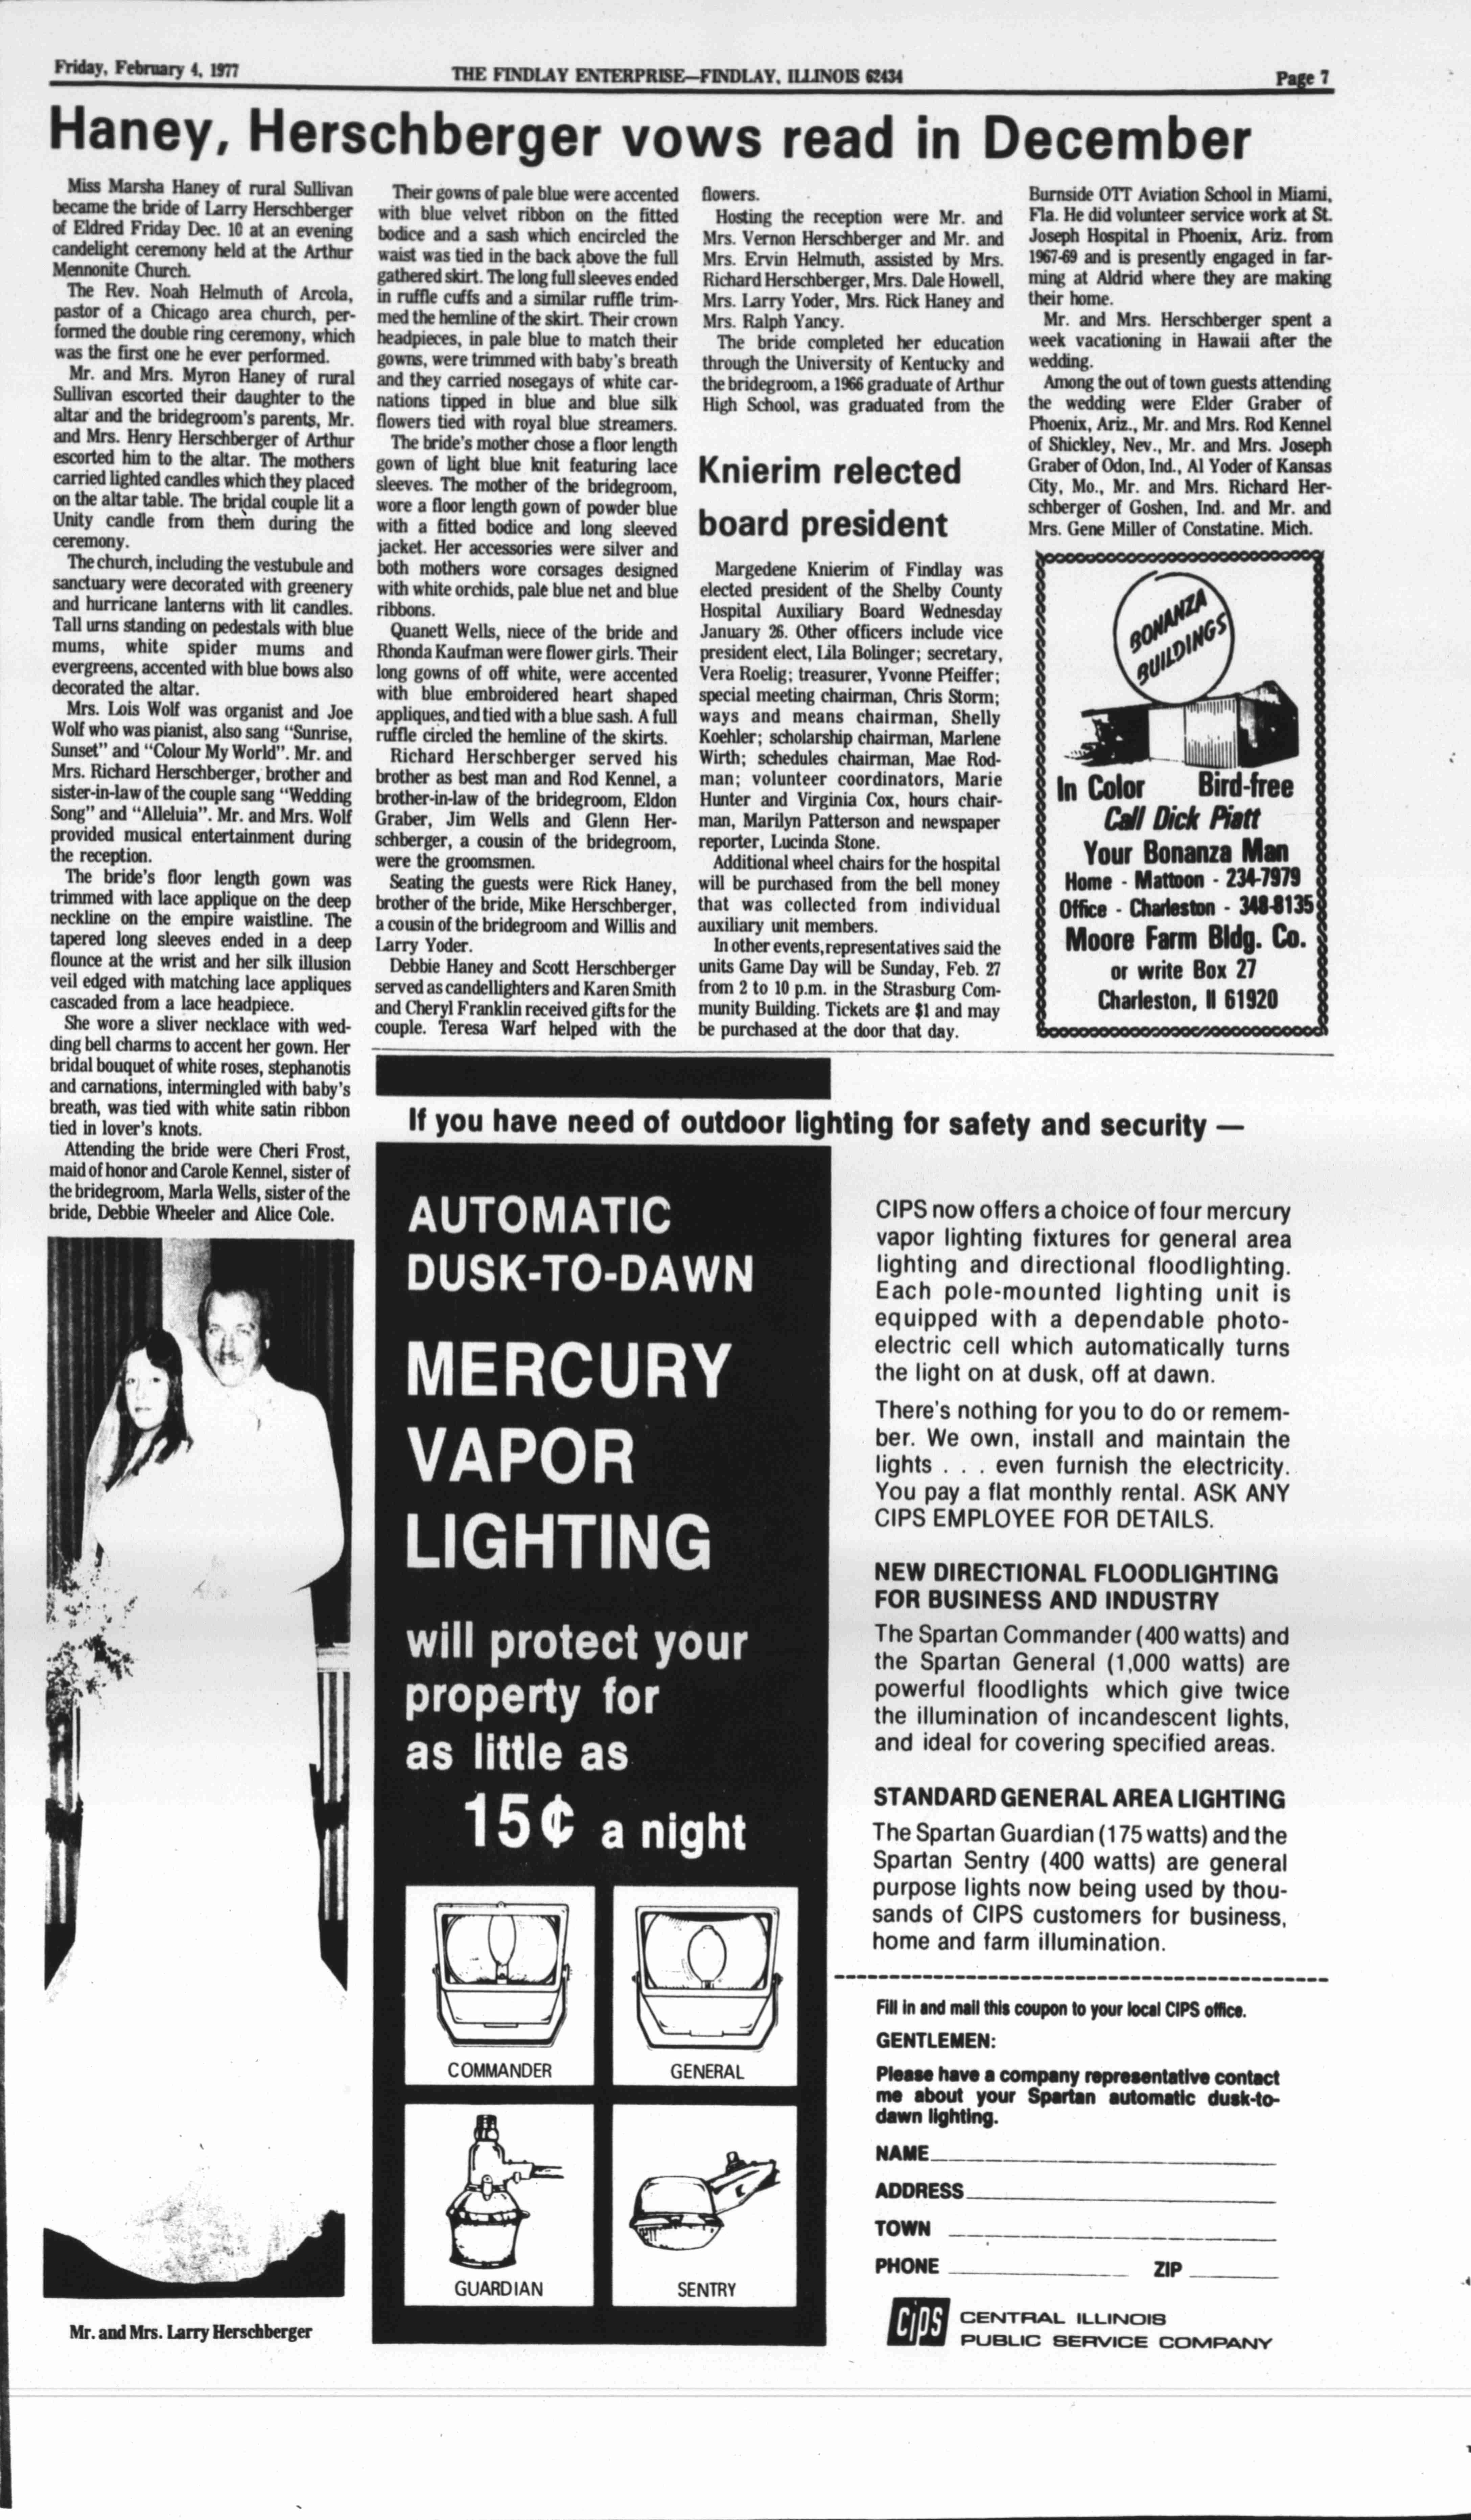 Friday, February 4, 1977
THE FINDLAY ENTERPRISE—FINDLAY, ILLINOIS 62434
Page 7
Haney, Herschberger vows read in December
Miss Marsha Haney of rural Sullivan
became the bride of Larry Herschberger
of Eldred Friday Dec. 10 at an evening
candelight ceremony held at the Arthur
Mennonite Church.
The Rev. Noah Helmuth of Arcola,
pastor of a Chicago area church, per-
formed the double ring ceremony, which
was the first one he ever performed.
Mr. and Mrs. Myron Haney of rural
Sullivan escorted their daughter to the
altar and the bridegroom's parents, Mr.
and Mrs. Henry Herschberger of Arthur
escorted him to the altar. The mothers
carried lighted candles which they placed
on the altar table. The bridal couple lit a
Unity candle from them during the
ceremony.
The church, including the vestubule and
sanctuary were decorated with greenery
and hurricane lanterns with lit candles.
Tall urns standing on pedestals with blue
mums, white spider mums and
evergreens, accented with blue bows also
decorated the altar.
Mrs. Lois Wolf was organist and Joe
Wolf who was pianist, also sang "Sunrise,
Sunset" and "Colour My World". Mr. and
Mrs. Richard Herschberger, brother and
sister-in-law of the couple sang "Wedding
Song" and "Alleluia". Mr. and Mrs. Wolf
provided musical entertainment during
the reception.
The bride's floor length gown was
trimmed with lace applique on the deep
neckline on the empire waistline. The
tapered long sleeves ended in a deep
flounce at the wrist and her silk illusion
veil edged with matching lace appliques
cascaded from a lace headpiece.
She wore a sliver necklace with wed-
ding bell charms to accent her gown. Her
bridal bouquet of white roses, stephanotis
and carnations, intermingled with baby's
breath, was tied with white satin ribbon
tied in lover's knots.
Attending the bride were Cheri Frost,
maid of honor and Carole Kennel, sister of
the bridegroom, Marla Wells, sister of the
bride, Debbie Wheeler and Alice Cole.
Mr. and Mrs. Larry Herschberger
Their gowns of pale blue were accented
with blue velvet ribbon on the fitted
bodice and a sash which encircled the
waist was tied in the back above the full
gathered skirt. The long full sleeves ended
in ruffle cuffs and a similar ruffle trim-
med the hemline of the skirt. Their crown
headpieces, in pale blue to match their
gowns, were trimmed with baby's breath
and they carried nosegays of white car-
nations tipped in blue and blue silk
flowers tied with royal blue streamers.
The bride's mother chose a floor length
gown of light blue knit featuring lace
sleeves. The mother of the bridegroom,
wore a floor length gown of powder blue
with a fitted bodice and long sleeved
jacket. Her accessories were silver and
both mothers wore corsages designed
with white orchids, pale blue net and blue
ribbons.
Quanett Wells, niece of the bride and
Rhonda Kaufman were flower girls. Their
long gowns of off white, were accented
with blue embroidered heart shaped
appliques, and tied with a blue sash. A full
ruffle circled the hemline of the skirts.
Richard Herschberger served his
brother as best man and Rod Kennel, a
brother-in-law of the bridegroom, Eldon
Graber, Jim Wells and Glenn Her-
schberger, a cousin of the bridegroom,
were the groomsmen.
Seating the guests were Rick Haney,
brother of the bride, Mike Herschberger,
a cousin of the bridegroom and Willis and
Larry Yoder.
Debbie Haney and Scott Herschberger
served as candellighters and Karen Smith
and Cheryl Franklin received gifts for the
couple. Teresa Warf helped with the
flowers.
Hosting the reception were Mr. and
Mrs. Vernon Herschberger and Mr. and
Mrs. Ervin Helmuth, assisted by Mrs.
Richard Herschberger, Mrs. Dale Howell,
Mrs. Larry Yoder, Mrs. Rick Haney and
Mrs. Ralph Yancy.
The bride completed her education
through the University of Kentucky and
the bridegroom, a 1966 graduate of Arthur
High School, was graduated from the
Burnside OTT Aviation School in Miami,
Fla. He did volunteer service work at St.
Joseph Hospital in Phoenix, Ariz. from
1967-69 and is presently engaged in far-
ming at Aldrid where they are making
their home.
Mr. and Mrs. Herschberger spent a
week vacationing in Hawaii after the
wedding.
Among the out of town guests attending
the wedding were Elder Graber of
Phoenix, Ariz., Mr. and Mrs. Rod Kennel
of Shickley, Nev., Mr. and Mrs. Joseph
Graber of Odon, Ind., Al Yoder of Kansas
City, Mo., Mr. and Mrs. Richard Her-
schberger of Goshen, Ind. and Mr. and
Mrs. Gene Miller of Constatine. Mich.
Knierim relected
board president
Margedene Knierim of Findlay was
elected president of the Shelby County
Hospital Auxiliary Board Wednesday
January 26. Other officers include vice
president elect, Lila Bolinger; secretary,
Vera Roelig; treasurer, Yvonne Pfeiffer;
special meeting chairman, Chris Storm;
ways and means chairman, Shelly
Koehler; scholarship chairman, Marlene
Wirth; schedules chairman, Mae Rod-
man; volunteer coordinators, Marie
Hunter and Virginia Cox, hours chair-
man, Marilyn Patterson and newspaper
reporter, Lucinda Stone.
Additional wheel chairs for the hospital
will be purchased from the bell money
that was collected from individual
auxiliary unit members.
In other events, representatives said the
units Game Day will be Sunday, Feb. 27
from 2 to 10 p.m. in the Strasburg Com-
munity Building. Tickets are $1 and may
be purchased at the door that day.
BONANZA
BUILDINGS
In Color Bird-free
Call Dick Piatt
Your Bonanza Man
Home - Mattoon - 234-7979
Office - Charleston - 348-8135
Moore Farm Bldg. Co.
or write Box 27
Charleston, Il 61920
If you have need of outdoor lighting for safety and security —
AUTOMATIC
DUSK-TO-DAWN
MERCURY
VAPOR
LIGHTING
will protect your
property for
as little as
15¢ a night
COMMANDER
GENERAL
GUARDIAN
SENTRY
CIPS now offers a choice of four mercury
vapor lighting fixtures for general area
lighting and directional floodlighting.
Each pole-mounted lighting unit is
equipped with a dependable photo-
electric cell which automatically turns
the light on at dusk, off at dawn.
There's nothing for you to do or remem-
ber. We own, install and maintain the
lights . . . even furnish the electricity.
You pay a flat monthly rental. ASK ANY
CIPS EMPLOYEE FOR DETAILS.
NEW DIRECTIONAL FLOODLIGHTING
FOR BUSINESS AND INDUSTRY
The Spartan Commander (400 watts) and
the Spartan General (1,000 watts) are
powerful floodlights which give twice
the illumination of incandescent lights,
and ideal for covering specified areas.
STANDARD GENERAL AREA LIGHTING
The Spartan Guardian (175 watts) and the
Spartan Sentry (400 watts) are general
purpose lights now being used by thou-
sands of CIPS customers for business,
home and farm illumination.
Fill in and mail this coupon to your local CIPS office.
GENTLEMEN:
Please have a company representative contact
me about your Spartan automatic dusk-to-
dawn lighting.
NAME
ADDRESS
TOWN
PHONE ZIP
CIPS CENTRAL ILLINOIS
PUBLIC SERVICE COMPANY